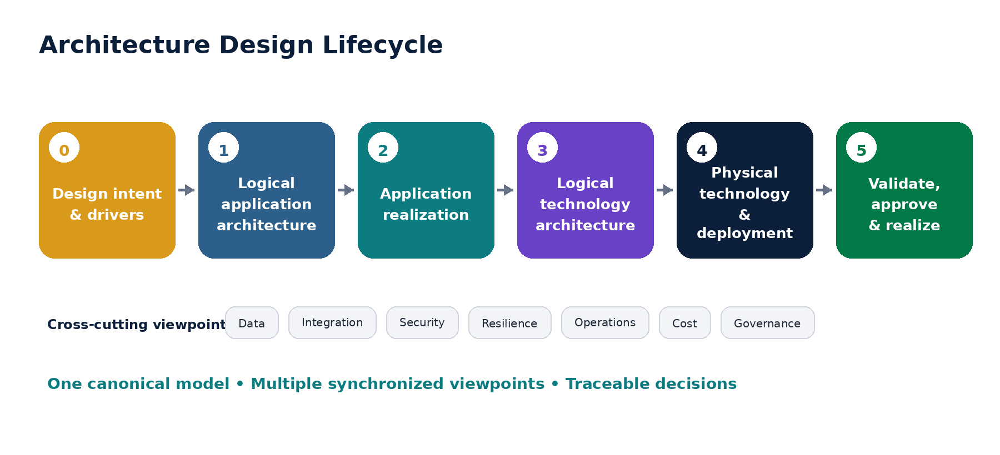 Architecture Design Lifecycle
0
Design intent
& drivers
1
Logical
application
architecture
2
Application
realization
3
Logical
technology
architecture
4
Physical
technology
&
deployment
5
Validate,
approve
& realize
Cross-cutting viewpoint
Data
Integration
Security
Resilience
Operations
Cost
Governance
One canonical model • Multiple synchronized viewpoints • Traceable decisions